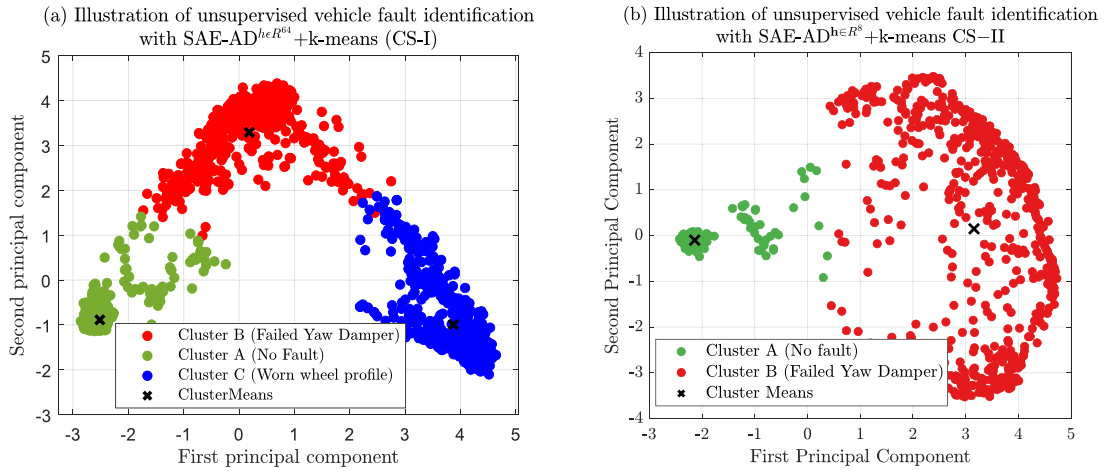 (a) Illustration of unsupervised vehicle fault identification
with SAE-AD^{hϵR^{64}}+k-means (CS-I)
Second principal component
5
4
3
2
1
0
-1
-2
-3
Cluster B (Failed Yaw Damper)
Cluster A (No Fault)
Cluster C (Worn wheel profile)
ClusterMeans
-3 -2 -1 0 1 2 3 4 5
First principal component
(b) Illustration of unsupervised vehicle fault identification
with SAE-AD^{h∈R^8}+k-means CS−II
Second Principal Component
4
3
2
1
0
-1
-2
-3
-4
Cluster A (No fault)
Cluster B (Failed Yaw Damper)
Cluster Means
-3 -2 -1 0 1 2 3 4 5
First Principal Component